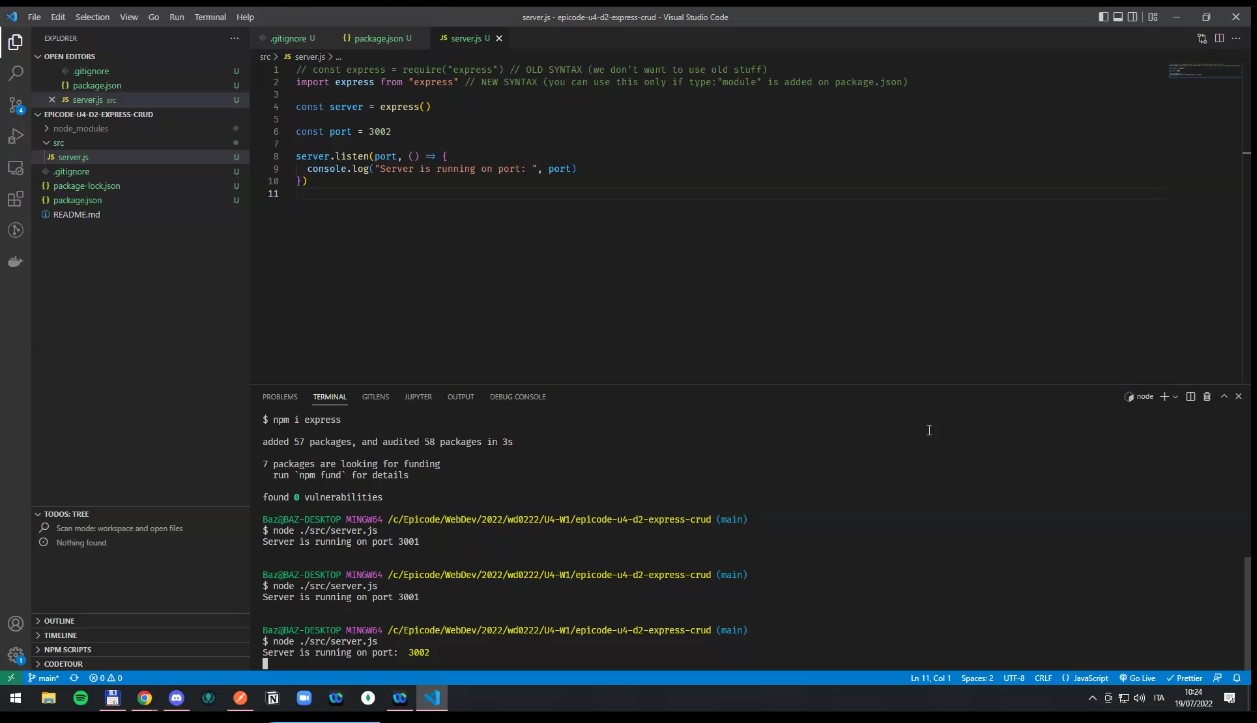 File Edit Selection View Go Run Terminal Help
server.js - epicode-u4-d2-express-crud - Visual Studio Code
EXPLORER
OPEN EDITORS
.gitignore U
package.json U
server.js src U
EPICODE-U4-D2-EXPRESS-CRUD
node_modules
src
server.js U
.gitignore U
package-lock.json U
package.json U
README.md
TODOS: TREE
Scan mode: workspace and open files
Nothing found
OUTLINE
TIMELINE
NPM SCRIPTS
CODETOUR
.gitignore U package.json U server.js U
src > server.js > ...
1 // const express = require("express") // OLD SYNTAX (we don't want to use old stuff)
2 import express from "express" // NEW SYNTAX (you can use this only if type:"module" is added on package.json)
3
4 const server = express()
5
6 const port = 3002
7
8 server.listen(port, () => {
9 console.log("Server is running on port: ", port)
10 })
11
PROBLEMS TERMINAL GITLENS JUPYTER OUTPUT DEBUG CONSOLE
node
$ npm i express
added 57 packages, and audited 58 packages in 3s
7 packages are looking for funding
run `npm fund` for details
found 0 vulnerabilities
Baz@BAZ-DESKTOP MINGW64 /c/Epicode/WebDev/2022/wd0222/U4-W1/epicode-u4-d2-express-crud (main)
$ node ./src/server.js
Server is running on port 3001
Baz@BAZ-DESKTOP MINGW64 /c/Epicode/WebDev/2022/wd0222/U4-W1/epicode-u4-d2-express-crud (main)
$ node ./src/server.js
Server is running on port 3001
Baz@BAZ-DESKTOP MINGW64 /c/Epicode/WebDev/2022/wd0222/U4-W1/epicode-u4-d2-express-crud (main)
$ node ./src/server.js
Server is running on port: 3002
main* 0 0
Ln 11, Col 1 Spaces: 2 UTF-8 CRLF {} JavaScript Go Live Prettier
ITA
10:24
19/07/2022